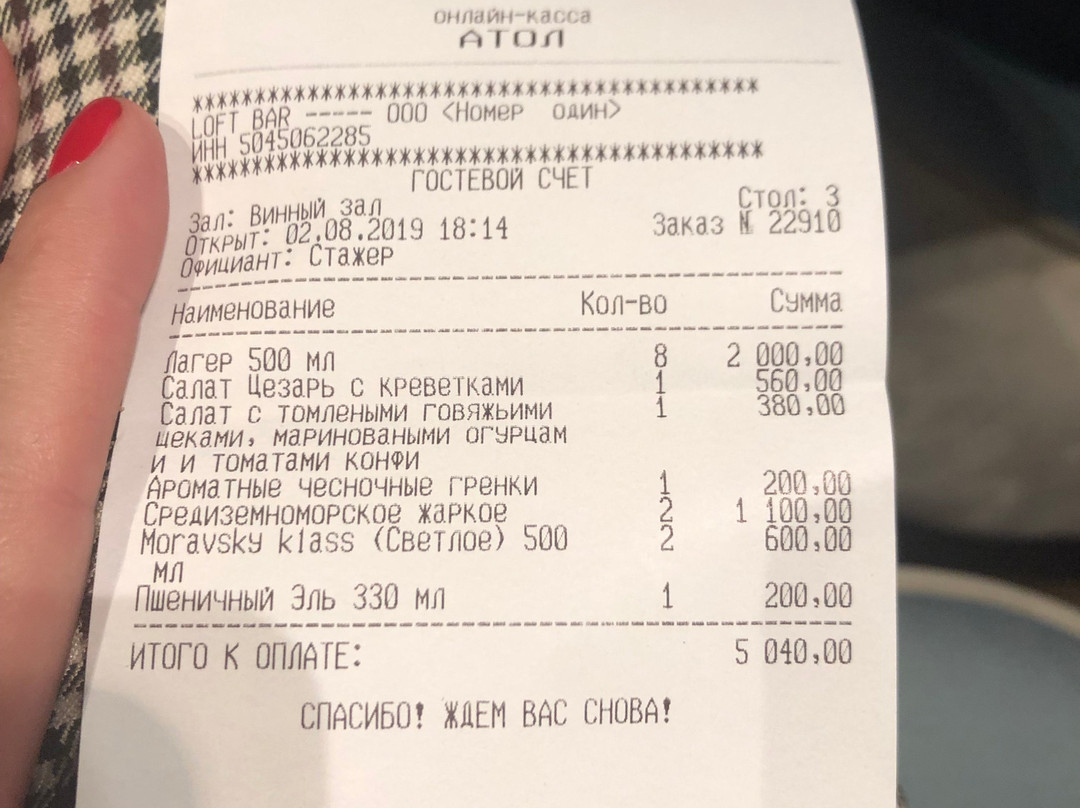 онлайн-касса
АТОЛ
*******************************************
LOFT BAR ----- ООО <Номер один>
ИНН 5045062285
*******************************************
ГОСТЕВОЙ СЧЕТ
Стол: 3
Зал: Винный зал
Открыт: 02.08.2019 18:14 Заказ № 22910
Официант: Стажер
Наименование Кол-во Сумма
Лагер 500 мл 8 2 000,00
Салат Цезарь с креветками 1 560,00
Салат с томлеными говяжьими 1 380,00
щеками, маринованыи огурцам
и и томатами конфи
Ароматные чесночные гренки 1 200,00
Средиземноморское жаркое 2 1 100,00
Moravsky klass (Светлое) 500 2 600,00
мл
Пшеничный Эль 330 мл 1 200,00
ИТОГО К ОПЛАТЕ: 5 040,00
СПАСИБО! ЖДЕМ ВАС СНОВА!